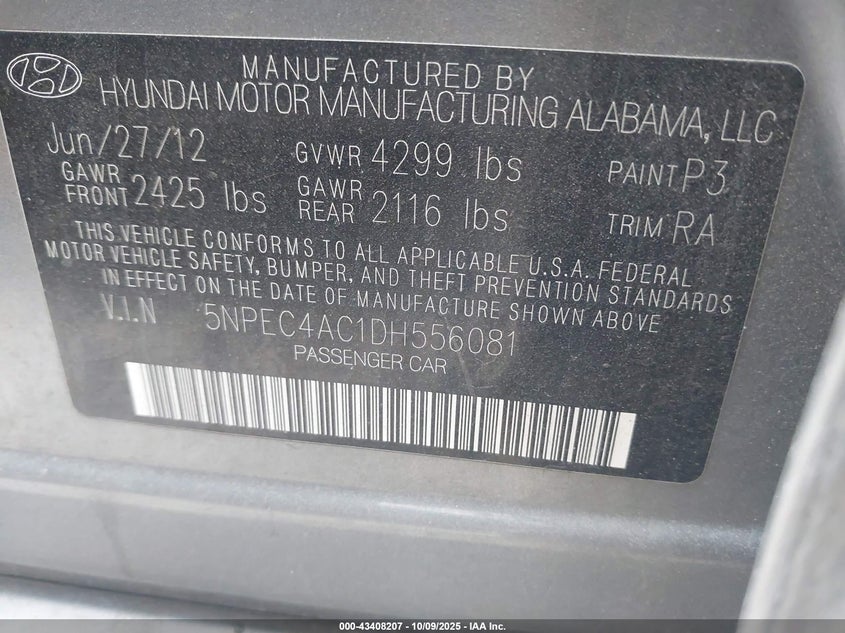 MANUFACTURED BY
HYUNDAI MOTOR MANUFACTURING ALABAMA, LLC
Jun/27/12 GVWR 4299 lbs PAINT P3
GAWR FRONT 2425 lbs GAWR REAR 2116 lbs TRIM RA
THIS VEHICLE CONFORMS TO ALL APPLICABLE U.S.A. FEDERAL
MOTOR VEHICLE SAFETY, BUMPER, AND THEFT PREVENTION STANDARDS
IN EFFECT ON THE DATE OF MANUFACTURE SHOWN ABOVE
V.I.N 5NPEC4AC1DH556081
PASSENGER CAR
000-43408207 - 10/09/2025 - IAA Inc.